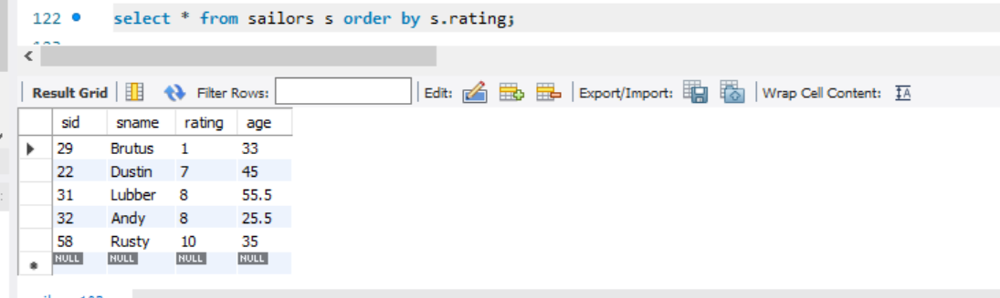 122 select * from sailors s order by s.rating;
Result Grid Filter Rows: Edit: Export/Import: Wrap Cell Content: IA
sid sname rating age
29 Brutus 1 33
22 Dustin 7 45
31 Lubber 8 55.5
32 Andy 8 25.5
58 Rusty 10 35
NULL NULL NULL NULL